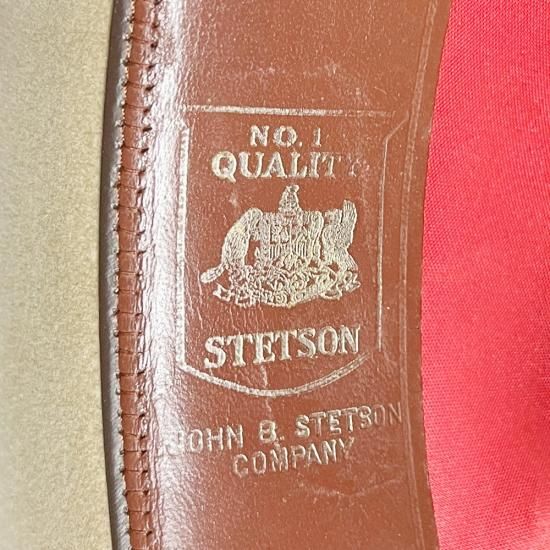 NO. 1
QUALITY
STETSON
JOHN B. STETSON
COMPANY